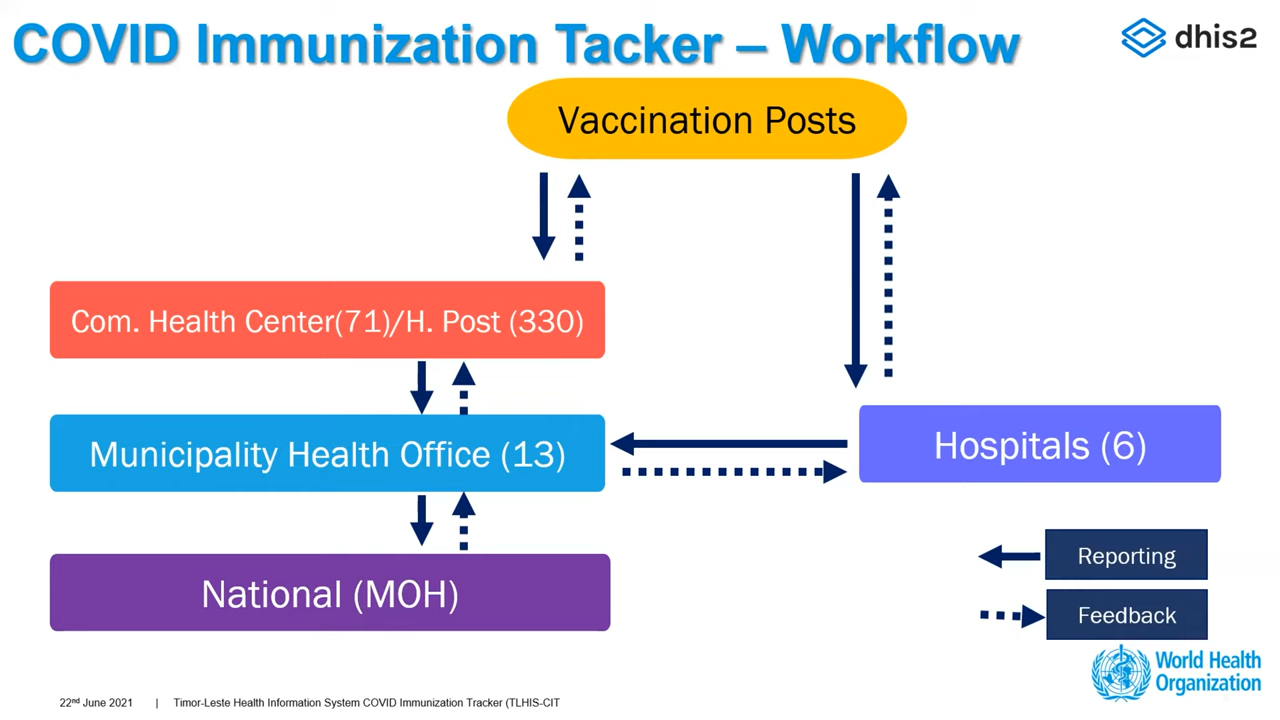 COVID Immunization Tacker – Workflow
dhis2
Vaccination Posts
Com. Health Center(71)/H. Post (330)
Municipality Health Office (13)
Hospitals (6)
National (MOH)
Reporting
Feedback
World Health
Organization
22nd June 2021 | Timor-Leste Health Information System COVID Immunization Tracker (TLHIS-CIT